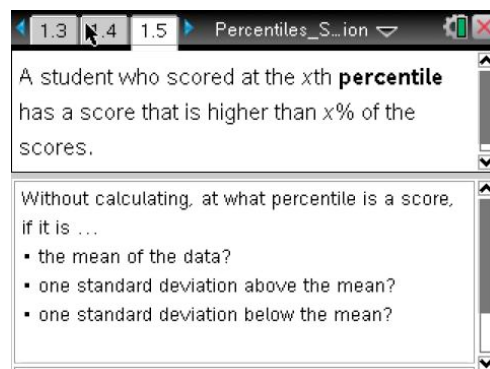 1.3 1.4 1.5 Percentiles_S...ion
A student who scored at the xth percentile
has a score that is higher than x% of the
scores.
Without calculating, at what percentile is a score,
if it is ...
▪ the mean of the data?
▪ one standard deviation above the mean?
▪ one standard deviation below the mean?